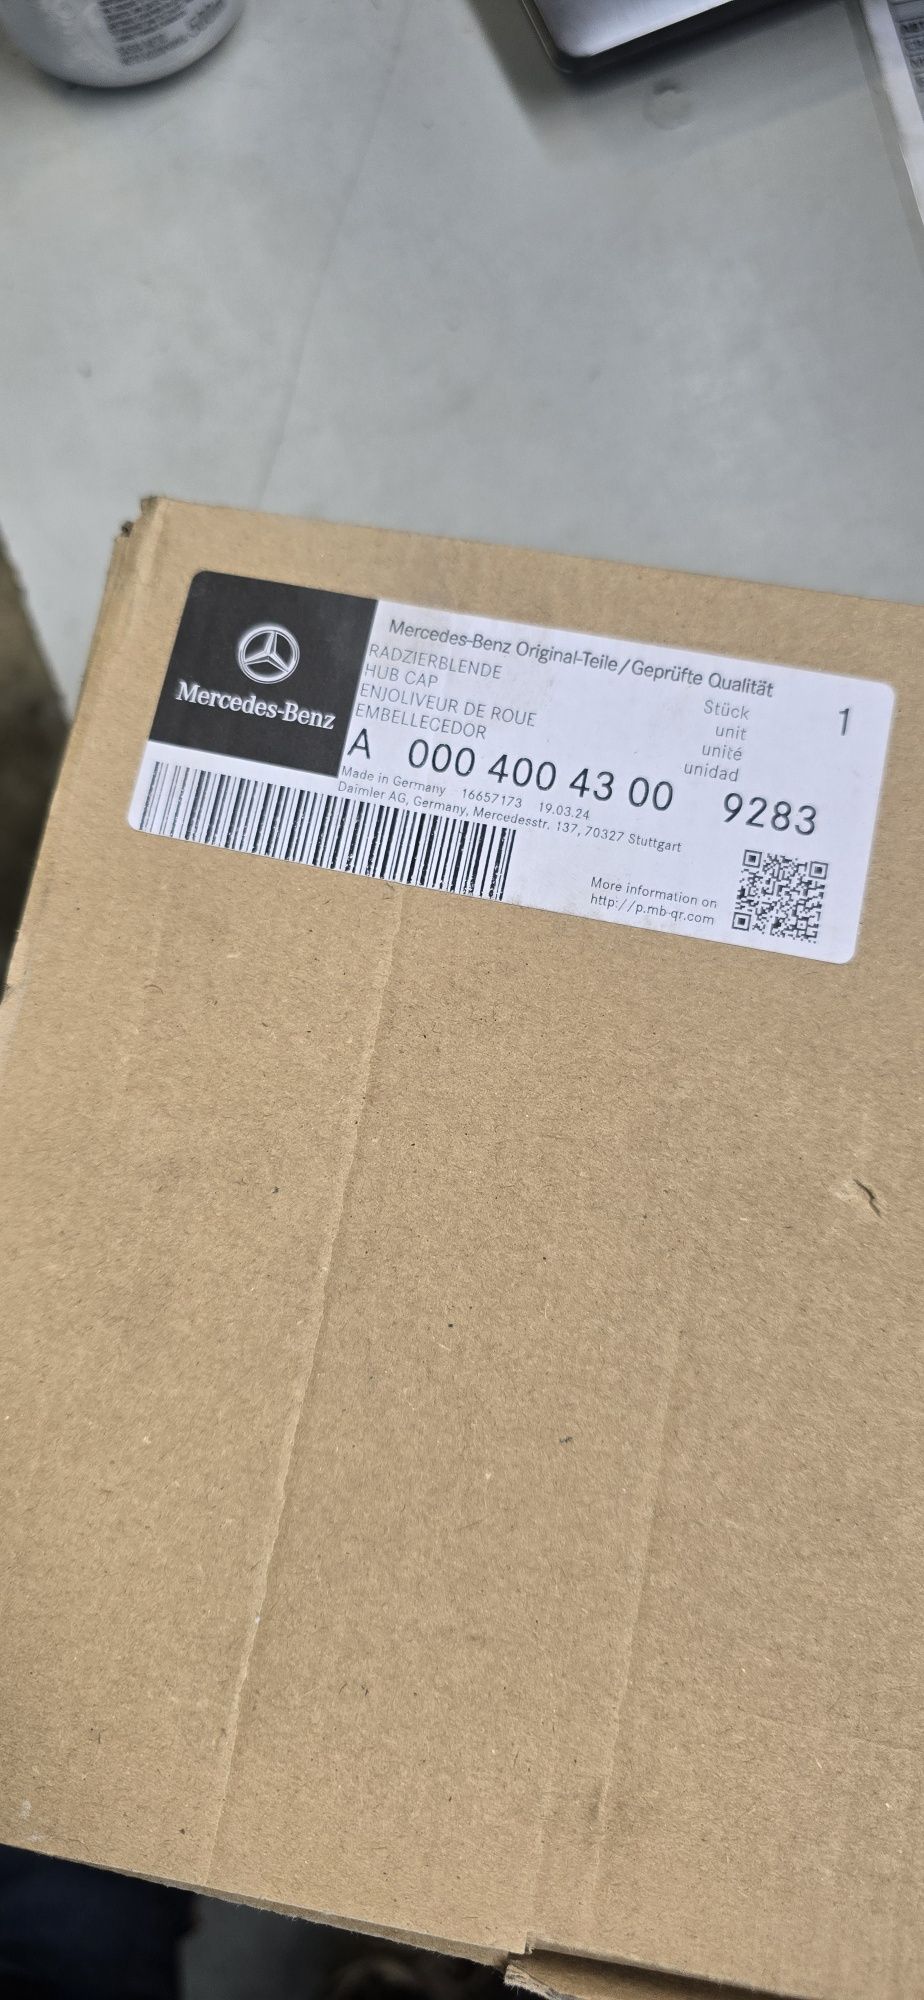 Mercedes-Benz
Mercedes-Benz Original-Teile/Geprüfte Qualität
RADZIERBLENDE
HUB CAP
ENJOLIVEUR DE ROUE
EMBELLECEDOR
Stück 1
unit
unité
unidad
A 000 400 43 00 9283
Made in Germany 16657173 19.03.24
Daimler AG, Germany, Mercedesstr. 137, 70327 Stuttgart
More information on
http://p.mb-qr.com